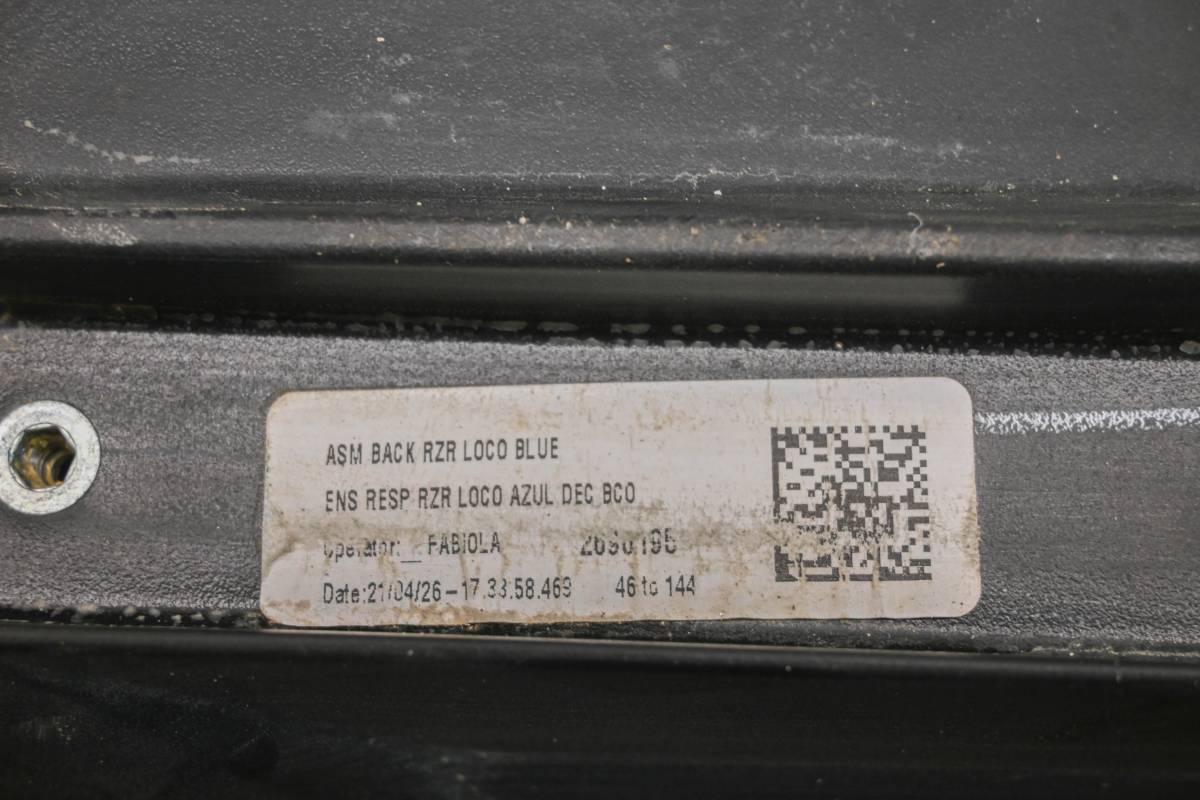 ASM BACK RZR LOCO BLUE
ENS RESP RZR LOCO AZUL DEC BCO
Operator:_ FABIOLA
Date:21/04/26-17.33.58.469 46 to 144